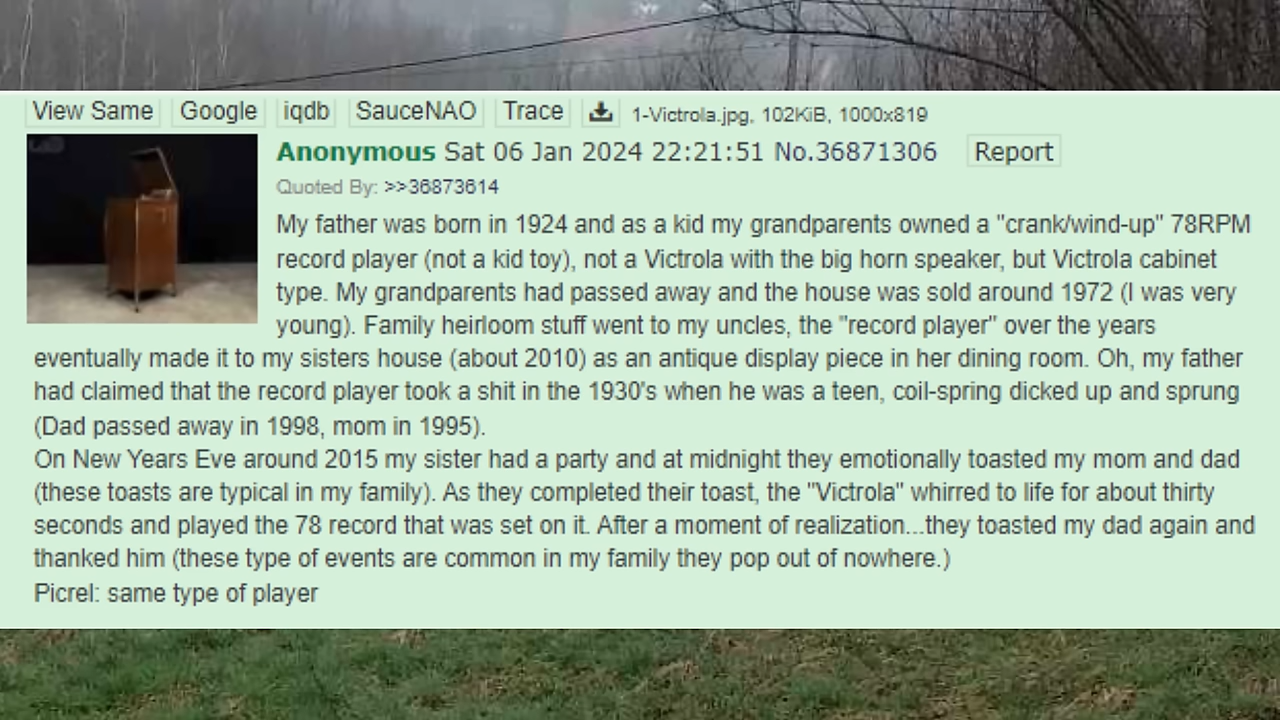 View Same Google iqdb SauceNAO Trace 1-Victrola.jpg, 102KiB, 1000x819
Anonymous Sat 06 Jan 2024 22:21:51 No.36871306 Report
Quoted By: >>36873614
My father was born in 1924 and as a kid my grandparents owned a "crank/wind-up" 78RPM
record player (not a kid toy), not a Victrola with the big horn speaker, but Victrola cabinet
type. My grandparents had passed away and the house was sold around 1972 (I was very
young). Family heirloom stuff went to my uncles, the "record player" over the years
eventually made it to my sisters house (about 2010) as an antique display piece in her dining room. Oh, my father
had claimed that the record player took a shit in the 1930's when he was a teen, coil-spring dicked up and sprung
(Dad passed away in 1998, mom in 1995).
On New Years Eve around 2015 my sister had a party and at midnight they emotionally toasted my mom and dad
(these toasts are typical in my family). As they completed their toast, the "Victrola" whirred to life for about thirty
seconds and played the 78 record that was set on it. After a moment of realization...they toasted my dad again and
thanked him (these type of events are common in my family they pop out of nowhere.)
Picrel: same type of player